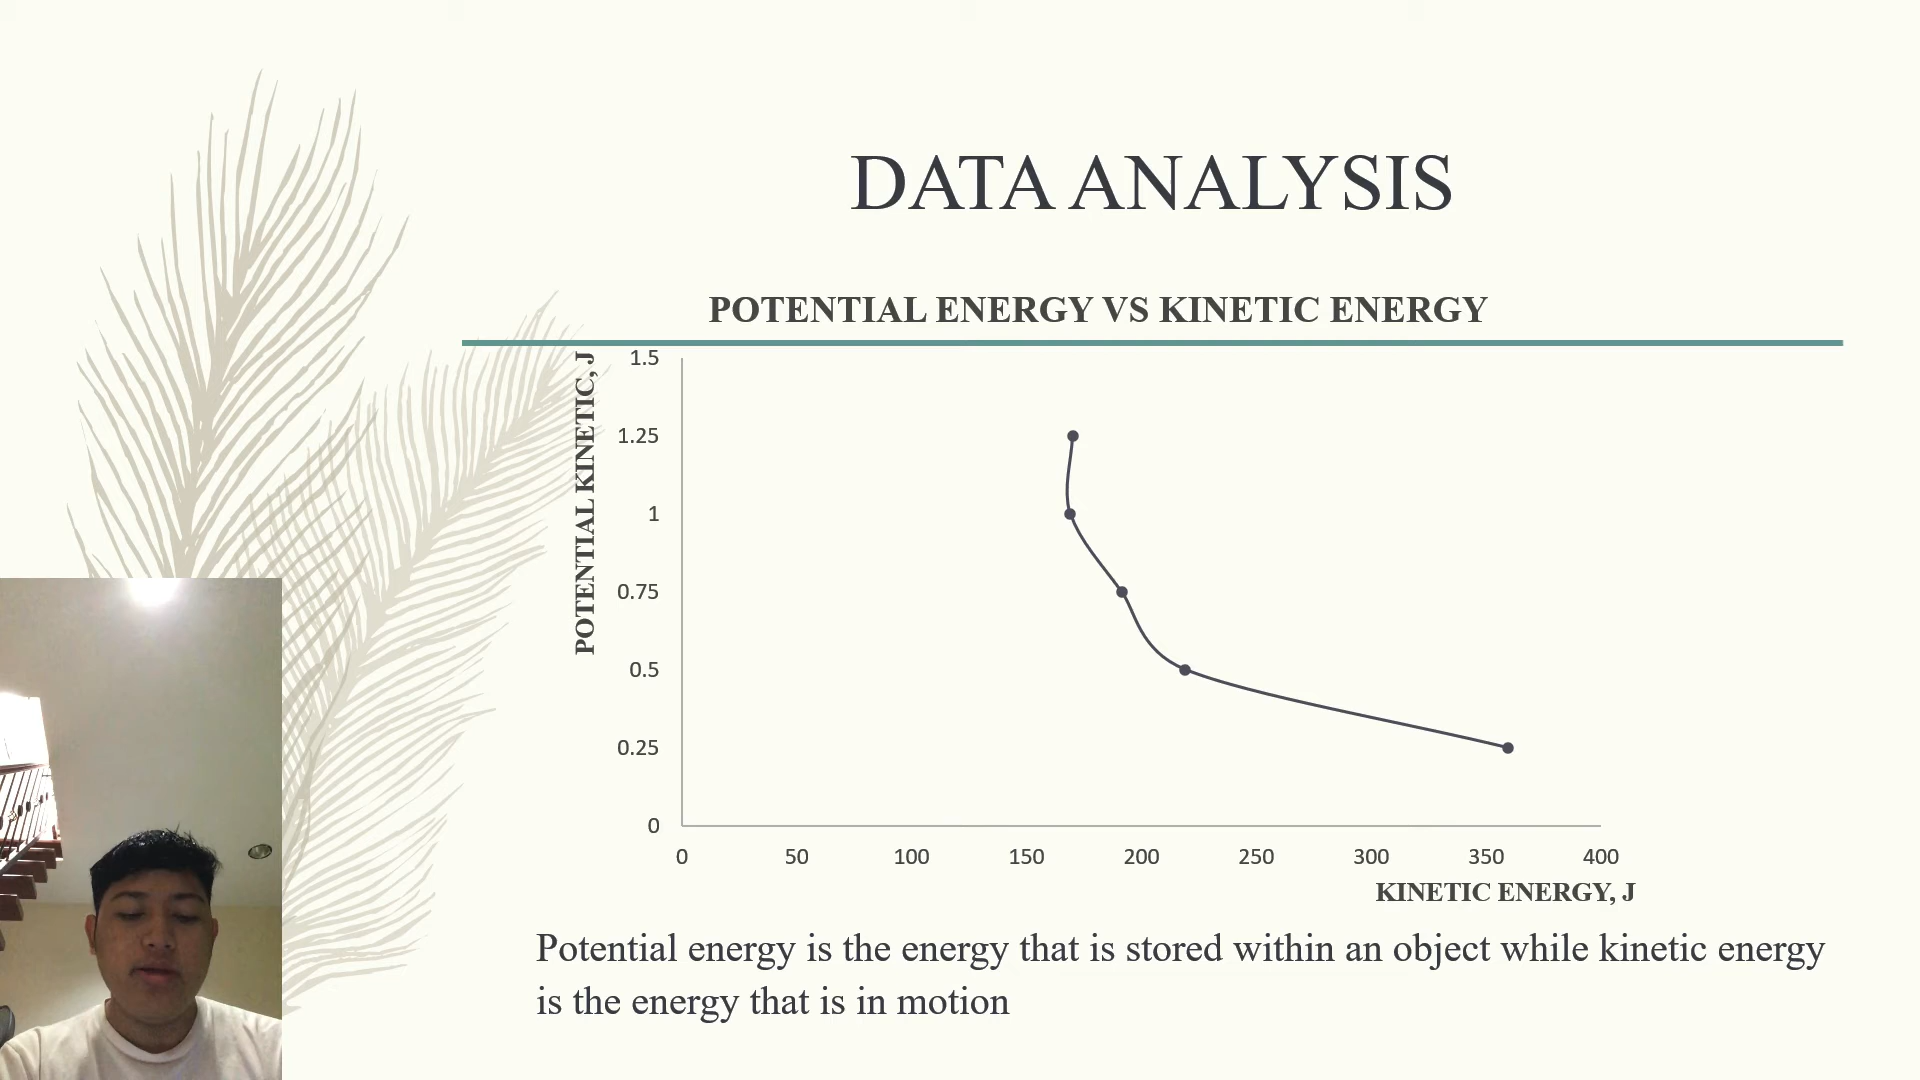 DATA ANALYSIS
POTENTIAL ENERGY VS KINETIC ENERGY
POTENTIAL KINETIC, J
1.5
1.25
1
0.75
0.5
0.25
0
0 50 100 150 200 250 300 350 400
KINETIC ENERGY, J
Potential energy is the energy that is stored within an object while kinetic energy
is the energy that is in motion